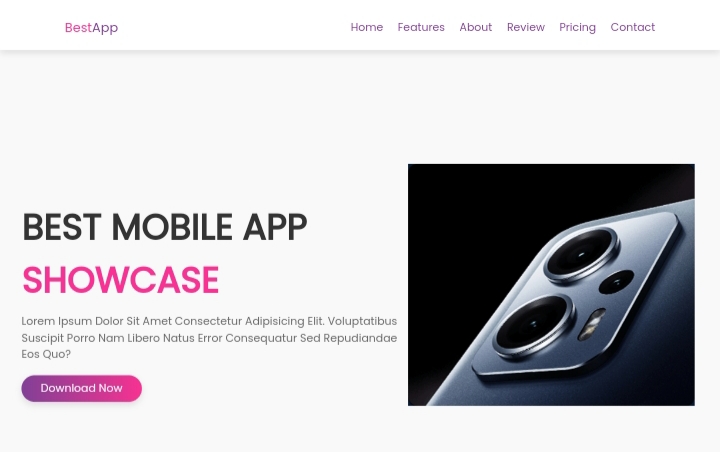 BestApp
Home Features About Review Pricing Contact
BEST MOBILE APP
SHOWCASE
Lorem Ipsum Dolor Sit Amet Consectetur Adipisicing Elit. Voluptatibus
Suscipit Porro Nam Libero Natus Error Consequatur Sed Repudiandae
Eos Quo?
Download Now